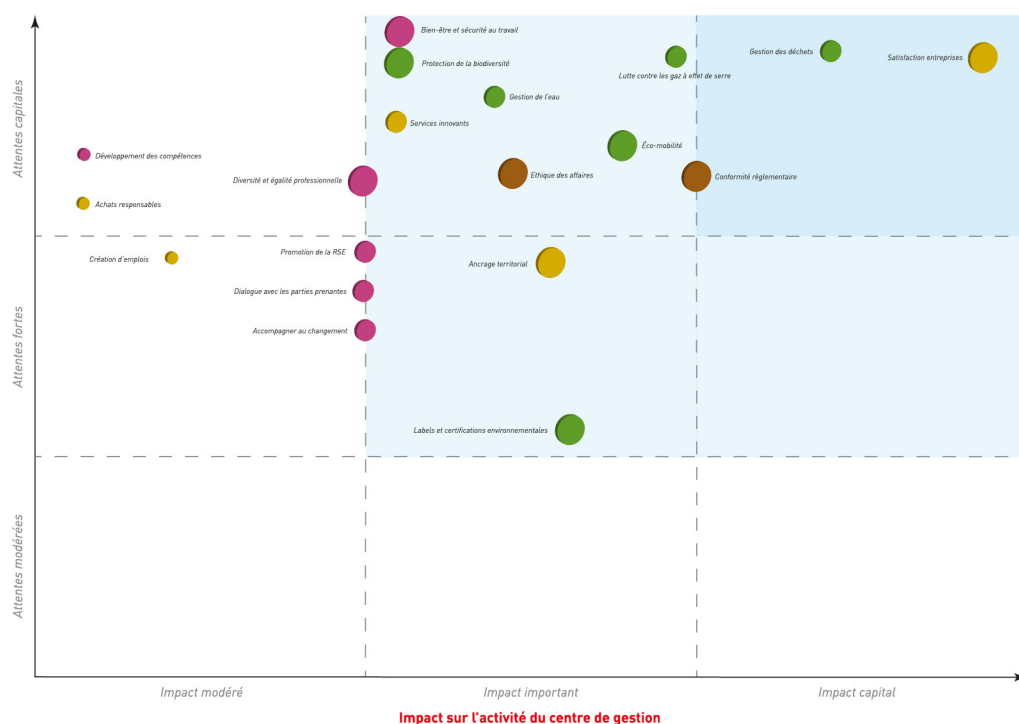 Attentes capitales
Attentes fortes
Attentes modérées
Bien-être et sécurité au travail
Protection de la biodiversité
Lutte contre les gaz à effet de serre
Gestion des déchets
Satisfaction entreprises
Gestion de l'eau
Services innovants
Éco-mobilité
Développement des compétences
Diversité et égalité professionnelle
Ethique des affaires
Conformité règlementaire
Achats responsables
Promotion de la RSE
Création d'emplois
Ancrage territorial
Dialogue avec les parties prenantes
Accompagner au changement
Labels et certifications environnementales
Impact modéré
Impact important
Impact capital
Impact sur l'activité du centre de gestion